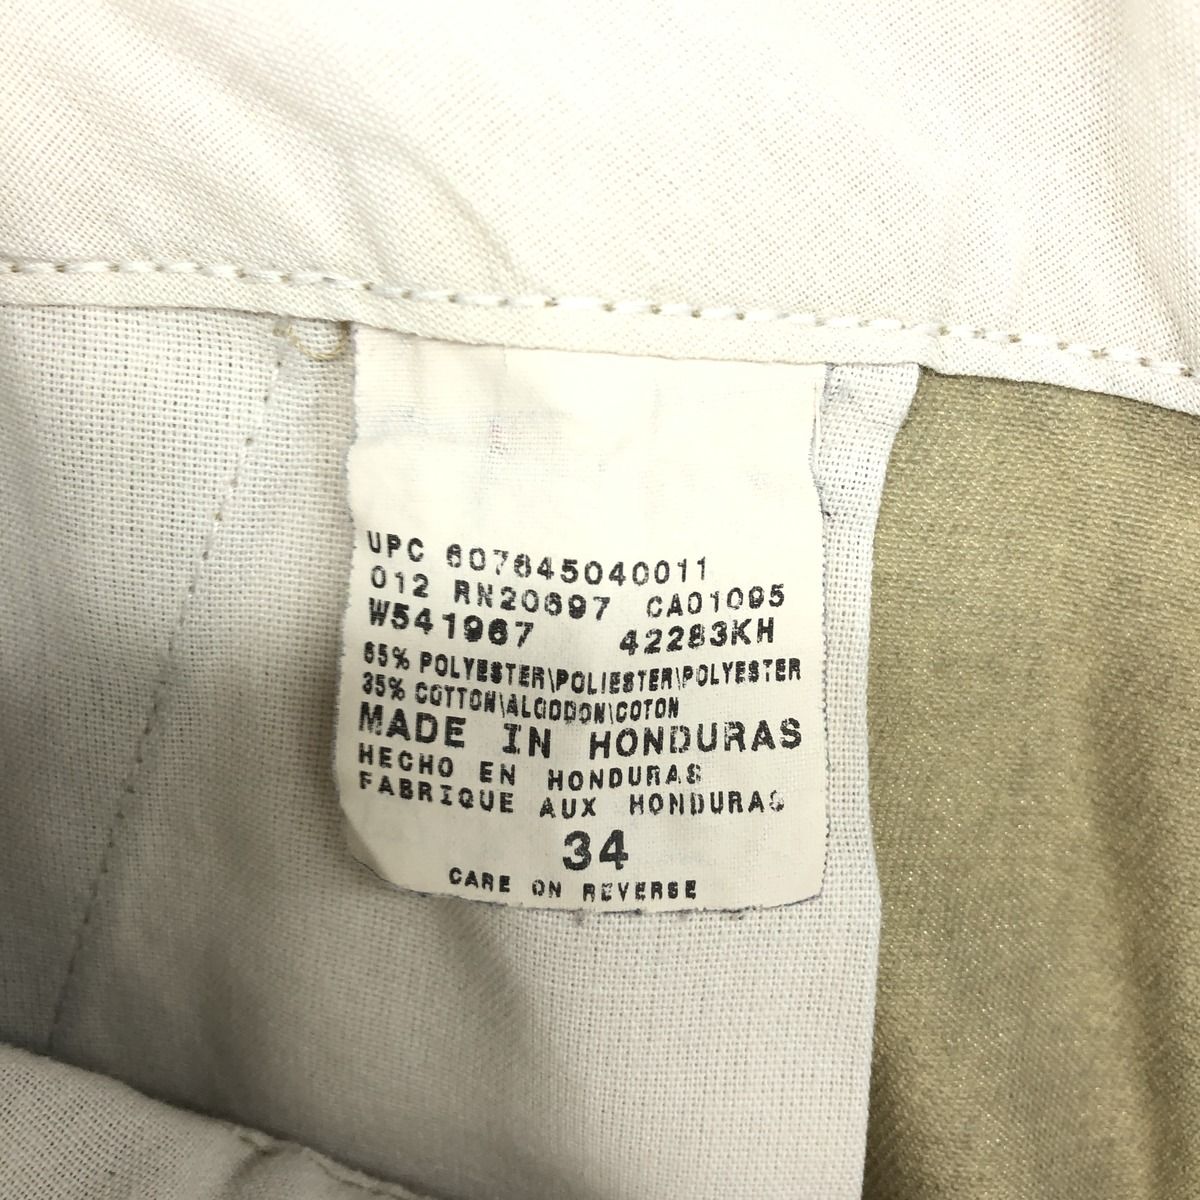 UPC 607645040011
012 RN20697 CA01095
W541967 42283KH
65% POLYESTER\POLIESTER\POLYESTER
35% COTTON\ALGODDON\COTON
MADE IN HONDURAS
HECHO EN HONDURAS
FABRIQUE AUX HONDURAS
34
CARE ON REVERSE